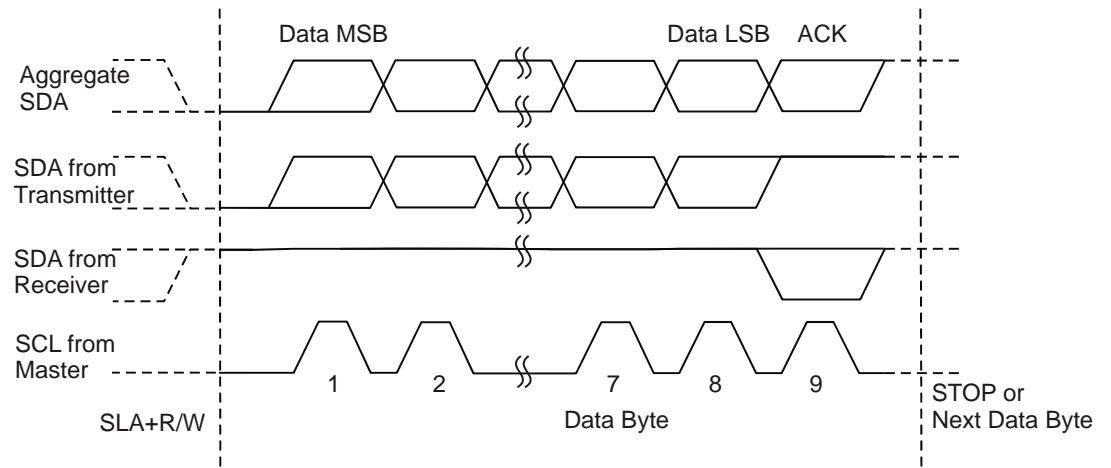 Data MSB
Data LSB
ACK
Aggregate
SDA
SDA from
Transmitter
SDA from
Receiver
SCL from
Master
1
2
7
8
9
SLA+R/W
Data Byte
STOP or
Next Data Byte